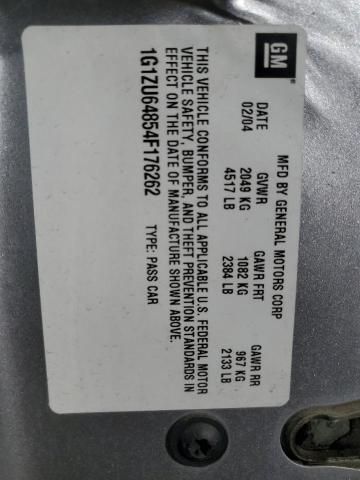 GM
MFD BY GENERAL MOTORS CORP
DATE GVWR GAWR FRT GAWR RR
02/04 2049 KG 1082 KG 967 KG
4517 LB 2384 LB 2133 LB
THIS VEHICLE CONFORMS TO ALL APPLICABLE U.S. FEDERAL MOTOR
VEHICLE SAFETY, BUMPER, AND THEFT PREVENTION STANDARDS IN
EFFECT ON THE DATE OF MANUFACTURE SHOWN ABOVE.
1G1ZU64854F176262 TYPE: PASS CAR